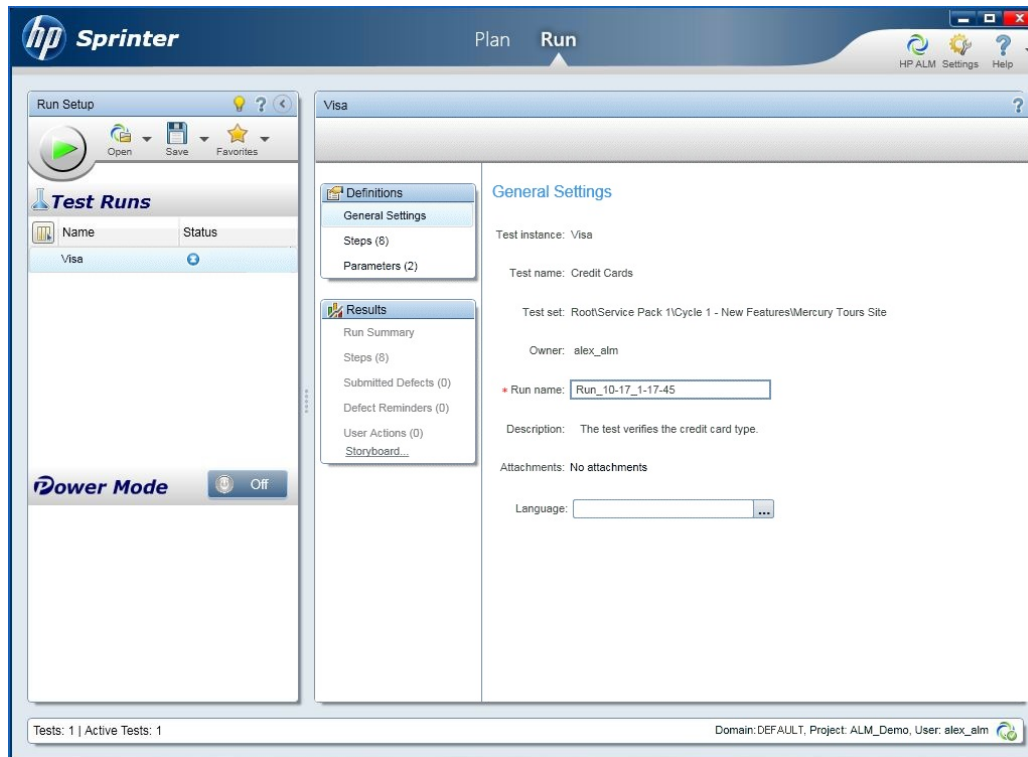 hp Sprinter
Plan Run
HP ALM Settings Help
Run Setup
Open Save Favorites
Test Runs
Name Status
Visa
Power Mode Off
Visa
Definitions
General Settings
Steps (8)
Parameters (2)
Results
Run Summary
Steps (8)
Submitted Defects (0)
Defect Reminders (0)
User Actions (0)
Storyboard...
General Settings
Test instance: Visa
Test name: Credit Cards
Test set: Root\Service Pack 1\Cycle 1 - New Features\Mercury Tours Site
Owner: alex_alm
* Run name: Run_10-17_1-17-45
Description: The test verifies the credit card type.
Attachments: No attachments
Language: ...
Tests: 1 | Active Tests: 1
Domain:DEFAULT, Project: ALM_Demo, User: alex_alm